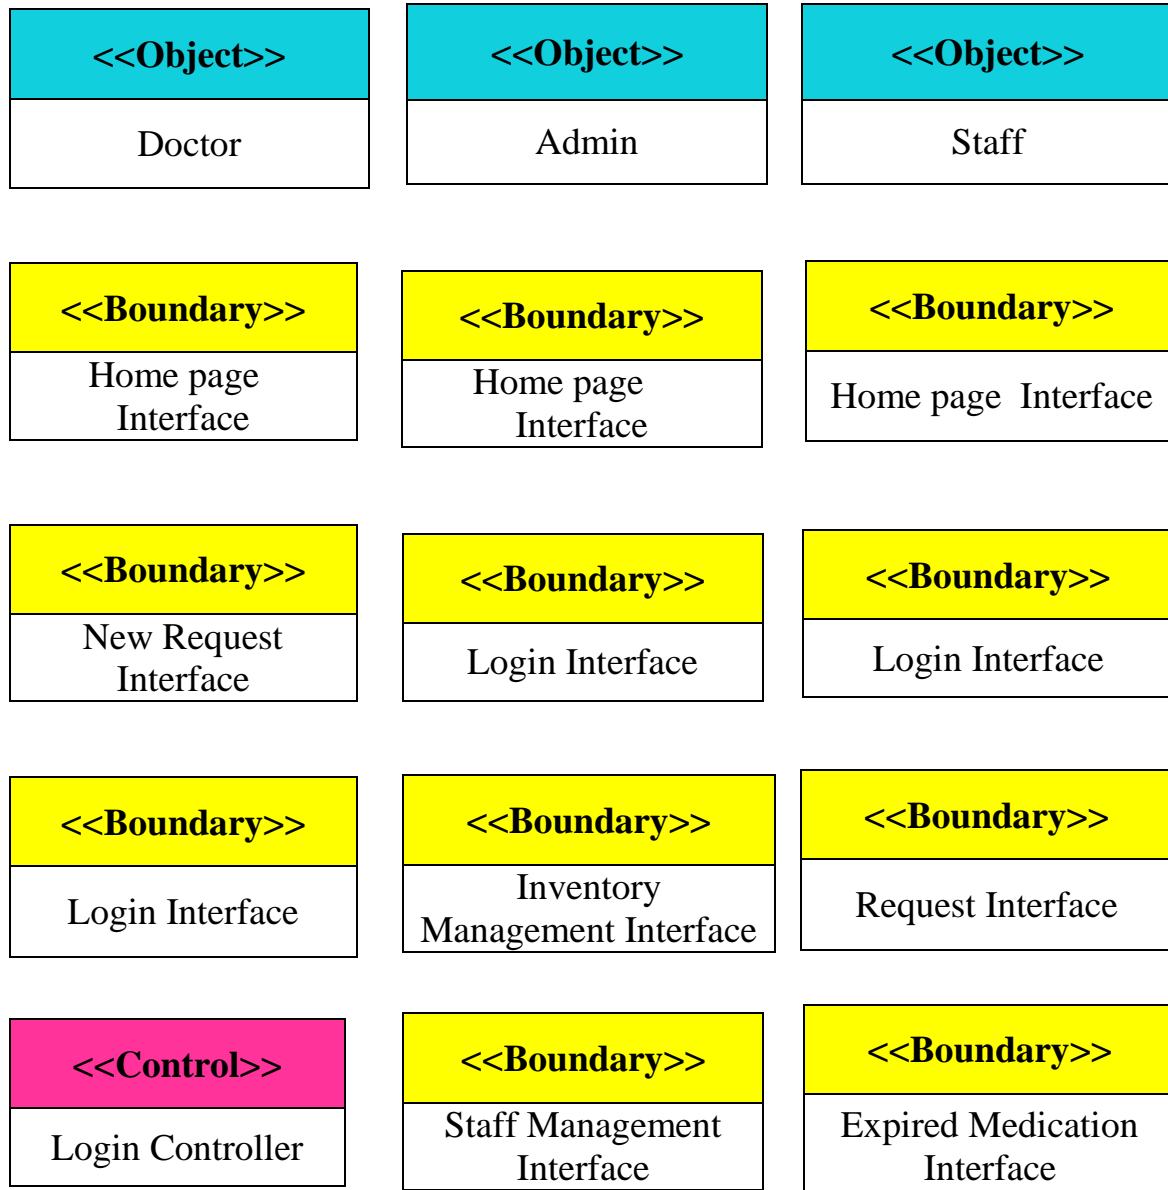 <<Object>>
Doctor
<<Object>>
Admin
<<Object>>
Staff
<<Boundary>>
Home page
Interface
<<Boundary>>
Home page
Interface
<<Boundary>>
Home page  Interface
<<Boundary>>
New Request
Interface
<<Boundary>>
Login Interface
<<Boundary>>
Login Interface
<<Boundary>>
Login Interface
<<Boundary>>
Inventory
Management Interface
<<Boundary>>
Request Interface
<<Control>>
Login Controller
<<Boundary>>
Staff Management
Interface
<<Boundary>>
Expired Medication
Interface